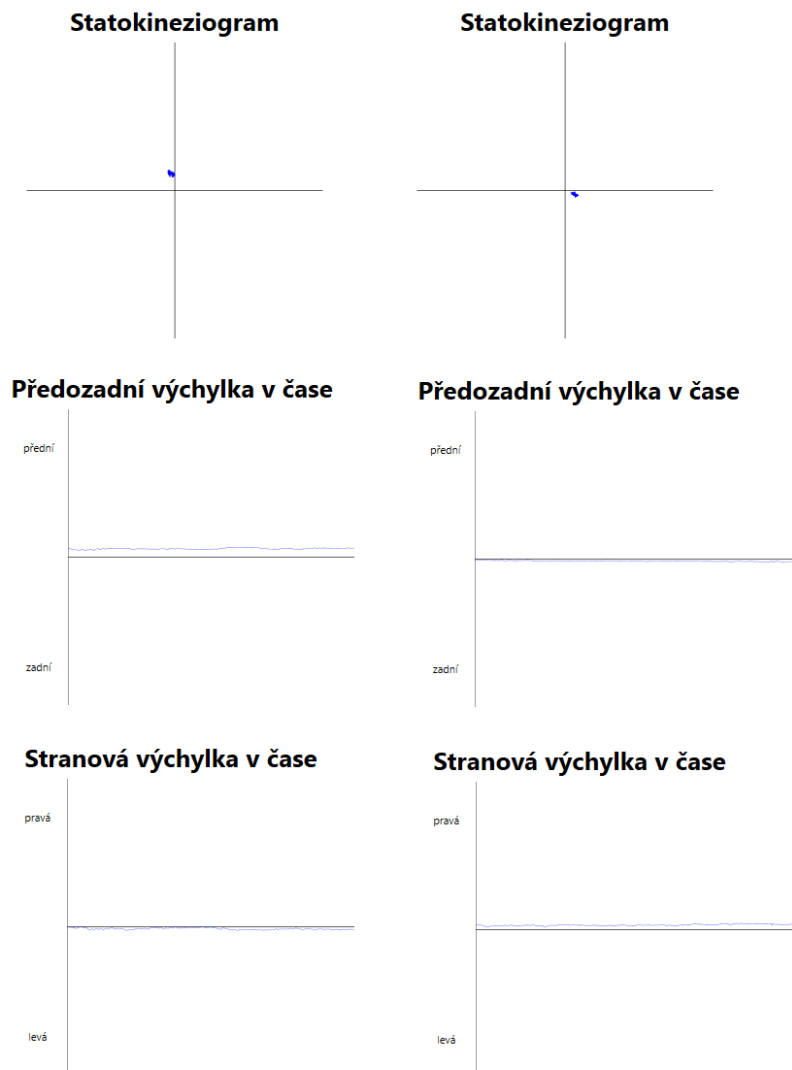 Statokineziogram
Statokineziogram
Předozadní výchylka v čase
Předozadní výchylka v čase
přední
přední
zadní
zadní
Stranová výchylka v čase
Stranová výchylka v čase
pravá
pravá
levá
levá